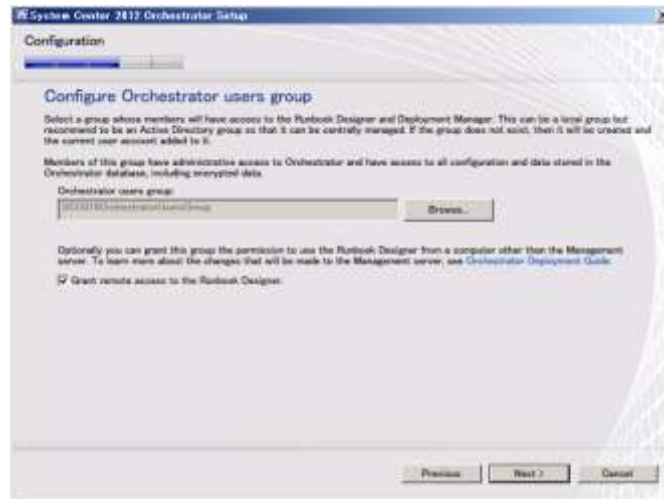 System Center 2012 Orchestrator Setup
Configuration
Configure Orchestrator users group
Select a group whose members will have access to the Runbook Designer and Deployment Manager. This can be a local group but
recommend to be an Active Directory group so that it can be centrally managed. If the group does not exist, then it will be created and
the current user account added to it.
Members of this group have administrative access to Orchestrator and have access to all configuration and data stored in the
Orchestrator database, including encrypted data.
Orchestrator users group:
Browse...
Optionally you can grant this group the permission to use the Runbook Designer from a computer other than the Management
server. To learn more about the changes that will be made to the Management server, see Orchestrator Deployment Guide.
Grant remote access to the Runbook Designer
Previous Next > Cancel